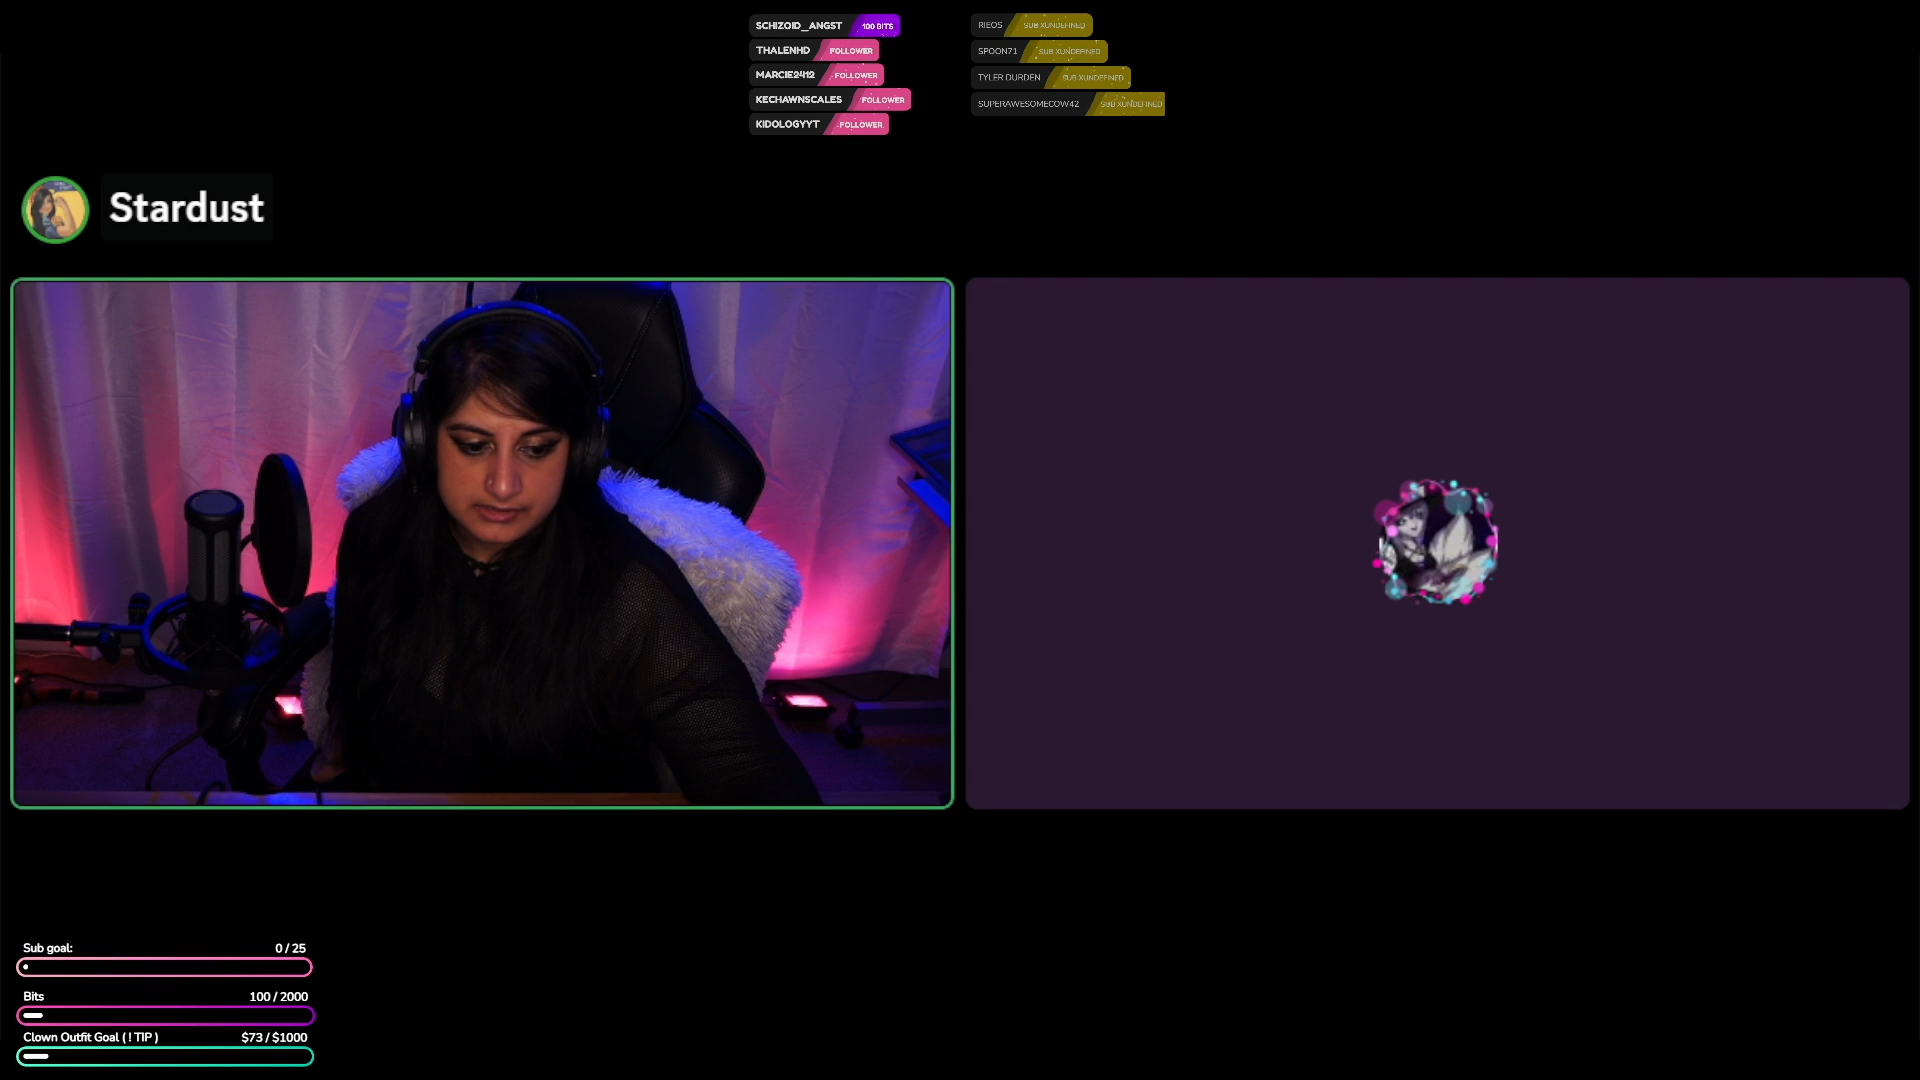 SCHIZOID_ANGST 100 BITS
THALENHD FOLLOWER
MARCIE2412 FOLLOWER
KECHAWNSCALES FOLLOWER
KIDOLOGYYT FOLLOWER
RIEOS SUB XUNDEFINED
SPOON71 SUB XUNDEFINED
TYLER DURDEN SUB XUNDEFINED
SUPERAWESOMECOW42 SUB XUNDEFINED
Stardust
Sub goal: 0 / 25
Bits 100 / 2000
Clown Outfit Goal ( ! TIP ) $73 / $1000